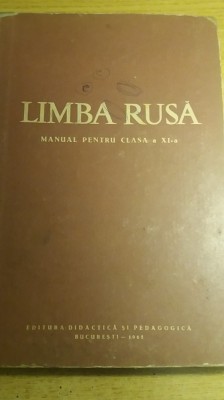 LIMBA RUSĂ
MANUAL PENTRU CLASA a XI-a
EDITURA DIDACTICĂ ȘI PEDAGOGICĂ
BUCUREȘTI —